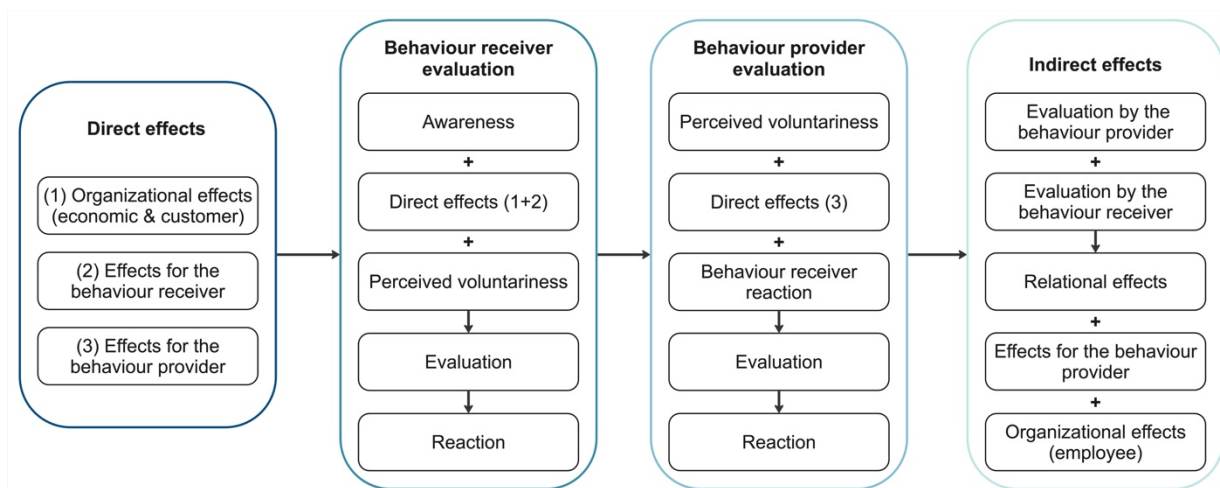 Direct effects
(1) Organizational effects
(economic & customer)
(2) Effects for the
behaviour receiver
(3) Effects for the
behaviour provider
Behaviour receiver
evaluation
Awareness
+
Direct effects (1+2)
+
Perceived voluntariness
Evaluation
Reaction
Behaviour provider
evaluation
Perceived voluntariness
+
Direct effects (3)
+
Behaviour receiver
reaction
Evaluation
Reaction
Indirect effects
Evaluation by the
behaviour provider
+
Evaluation by the
behaviour receiver
Relational effects
+
Effects for the behaviour
provider
+
Organizational effects
(employee)